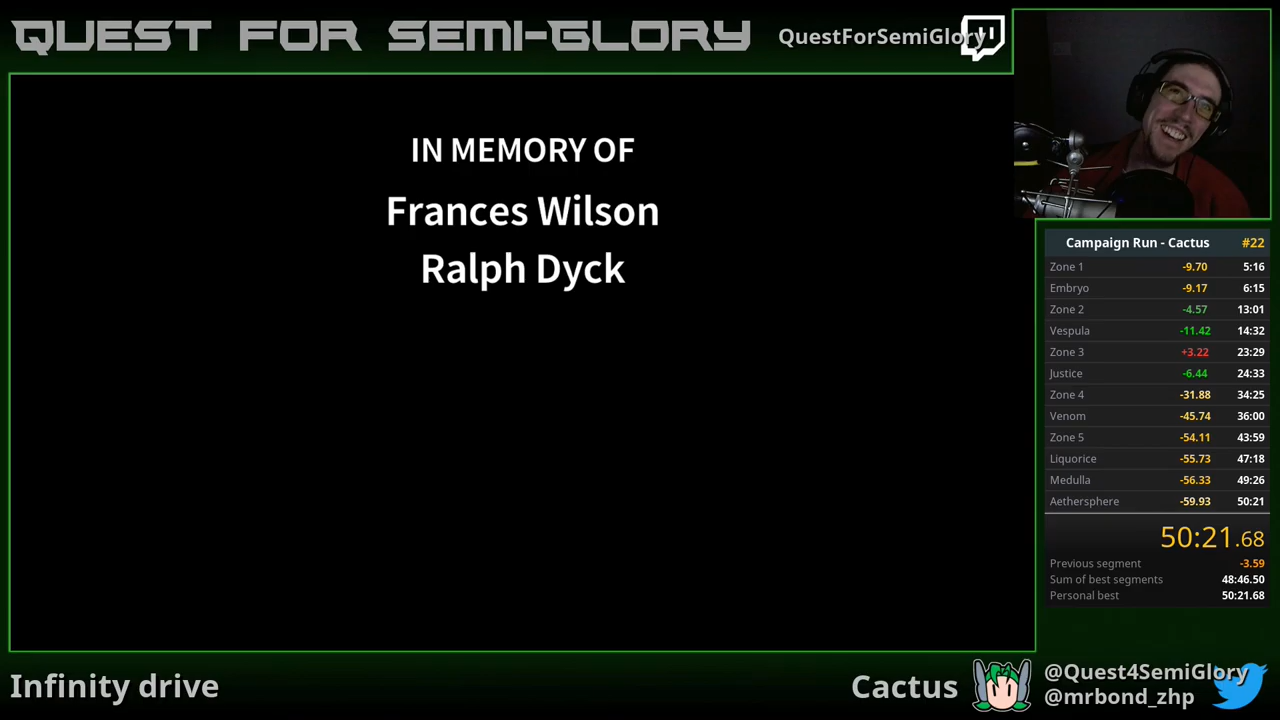 QUEST FOR SEMI-GLORY
QuestForSemiGlory
IN MEMORY OF
Frances Wilson
Ralph Dyck
Campaign Run - Cactus #22
Zone 1 -9.70 5:16
Embryo -9.17 6:15
Zone 2 -4.57 13:01
Vespula -11.42 14:32
Zone 3 +3.22 23:29
Justice -6.44 24:33
Zone 4 -31.88 34:25
Venom -45.74 36:00
Zone 5 -54.11 43:59
Liquorice -55.73 47:18
Medulla -56.33 49:26
Aethersphere -59.93 50:21
50:21.68
Previous segment -3.59
Sum of best segments 48:46.50
Personal best 50:21.68
Infinity drive
Cactus
@Quest4SemiGlory
@mrbond_zhp